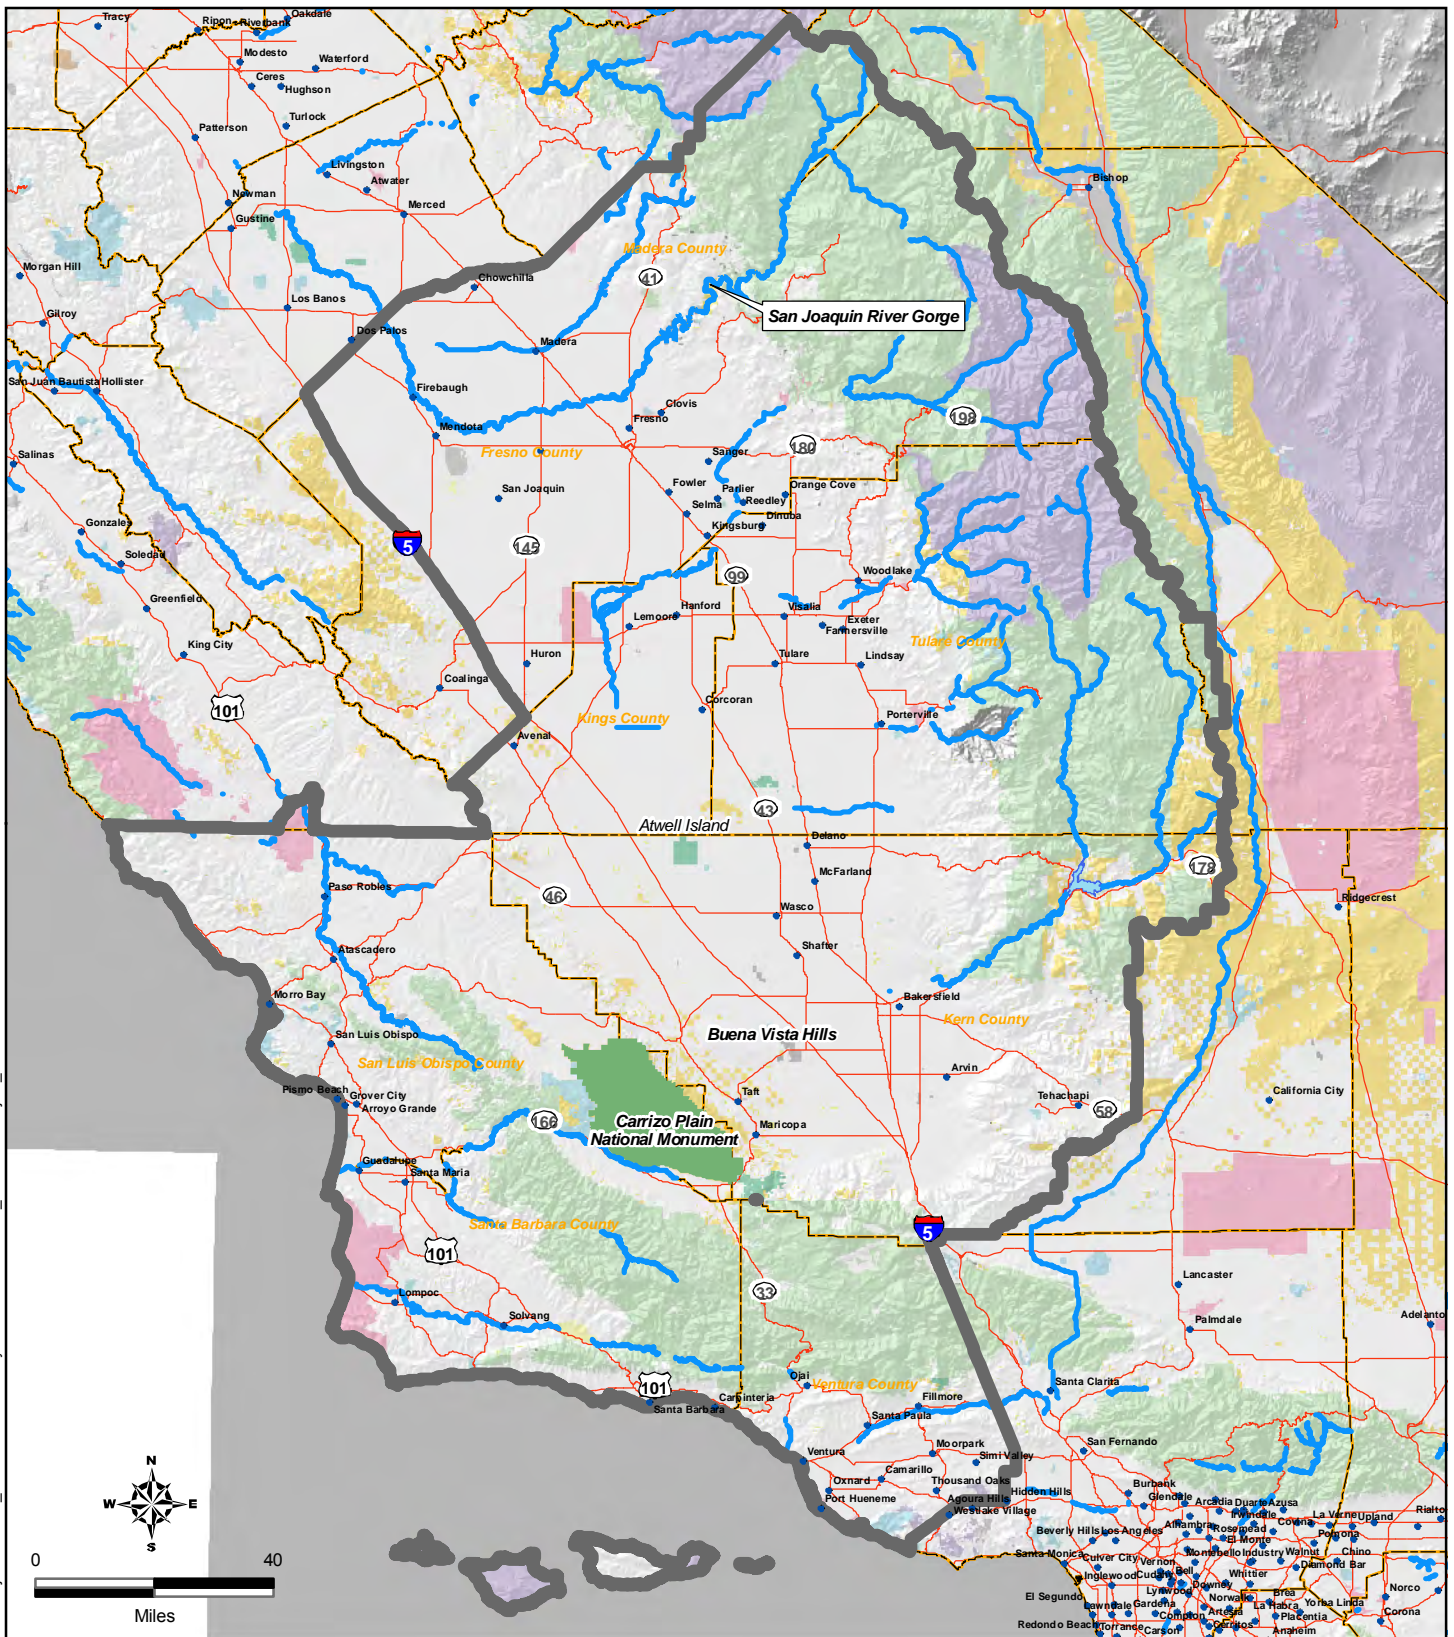 Tracy
Ripon
Riverbank
Oakdale
Modesto
Waterford
Ceres
Hughson
Turlock
Patterson
Livingston
Atwater
Newman
Merced
Gustine
Bishop
Madera County
Morgan Hill
41
Chowchilla
Los Banos
Gilroy
San Joaquin River Gorge
Dos Palos
Madera
San Juan Bautista
Hollister
Firebaugh
Clovis
198
Mendota
Fresno
180
Fresno County
Salinas
Sanger
San Joaquin
Fowler
Parlier
Orange Cove
Reedley
Selma
Dinuba
Gonzales
Kingsburg
5
145
Soledad
99
Woodlake
Greenfield
Hanford
Visalia
Lemoore
Exeter
Farmersville
Tulare County
King City
Huron
Tulare
Lindsay
Coalinga
101
Corcoran
Kings County
Porterville
Avenal
43
Atwell Island
Delano
178
McFarland
Paso Robles
46
Ridgecrest
Wasco
Atascadero
Shafter
Morro Bay
Bakersfield
Kern County
San Luis Obispo
Buena Vista Hills
San Luis Obispo County
Arvin
Pismo Beach
Grover City
Arroyo Grande
Taft
Tehachapi
58
California City
166
Carrizo Plain
National Monument
Maricopa
Guadalupe
Santa Maria
Santa Barbara County
5
101
33
Lancaster
Lompoc
Solvang
Palmdale
Adelanto
Ojai
Ventura County
101
Santa Clarita
Santa Barbara
Carpinteria
Fillmore
Santa Paula
Moorpark
San Fernando
Ventura
Simi Valley
Camarillo
Oxnard
Thousand Oaks
Hidden Hills
Burbank
Port Hueneme
Agoura Hills
Westlake Village
Glendale
Arcadia
Duarte
Azusa
Irwindale
La Verne
Upland
Rialto
Alhambra
Rosemead
Covina
Beverly Hills
Los Angeles
El Monte
Pomona
Santa Monica
Culver City
Vernon
Montebello
Industry
Walnut
Chino
Diamond Bar
Inglewood
Cudahy
Bell
Whittier
Downey
Norco
El Segundo
Lynwood
Norwalk
Brea
Lawndale
Gardena
Artesia
La Habra
Yorba Linda
Corona
Compton
Placentia
Redondo Beach
Torrance
Carson
Cerritos
Anaheim
N
W
E
S
0
40
Miles